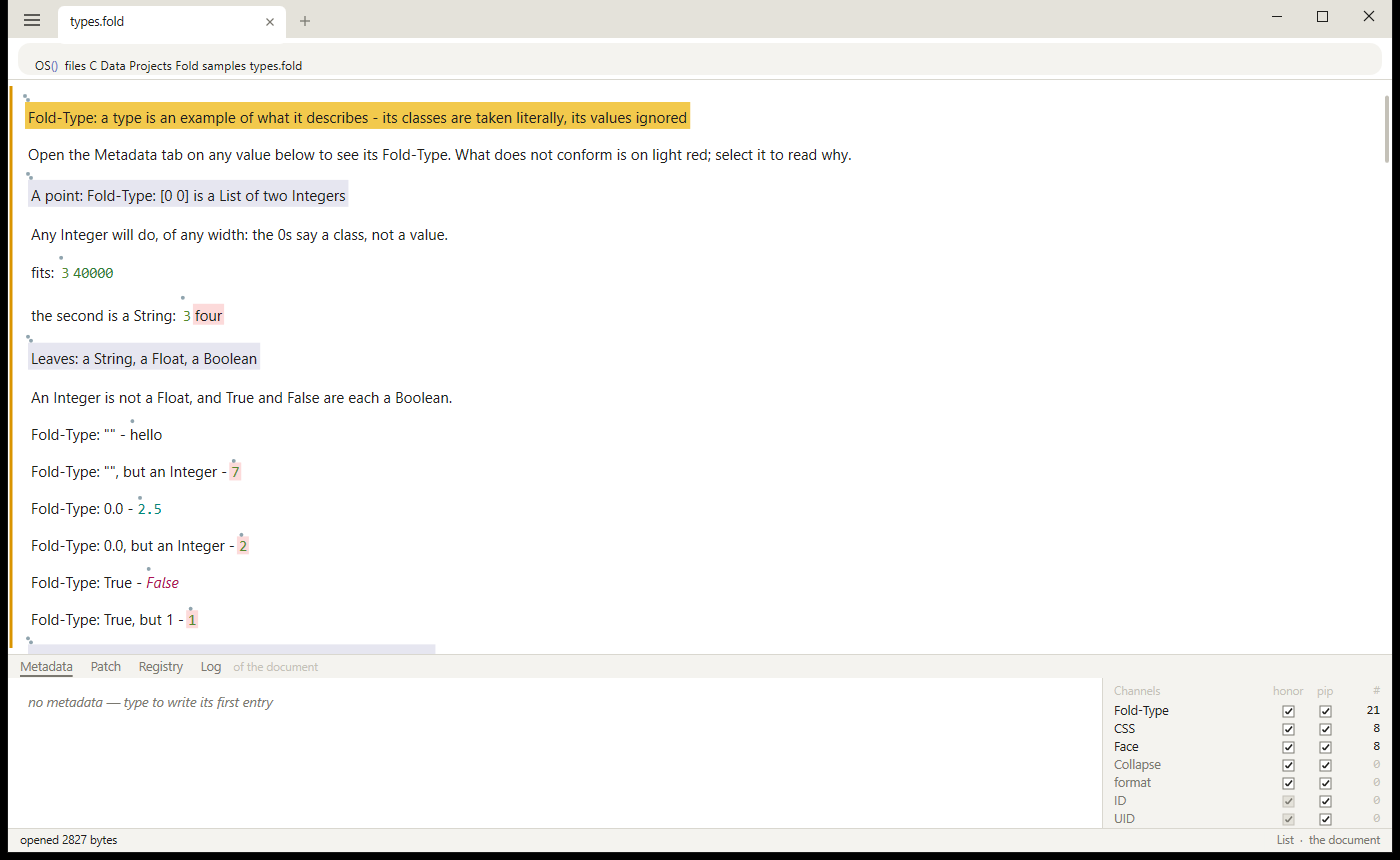 types.fold
OS() files C Data Projects Fold samples types.fold
Fold-Type: a type is an example of what it describes - its classes are taken literally, its values ignored
Open the Metadata tab on any value below to see its Fold-Type. What does not conform is on light red; select it to read why.
A point: Fold-Type: [0 0] is a List of two Integers
Any Integer will do, of any width: the 0s say a class, not a value.
fits: 3 40000
the second is a String: 3 four
Leaves: a String, a Float, a Boolean
An Integer is not a Float, and True and False are each a Boolean.
Fold-Type: "" - hello
Fold-Type: "", but an Integer - 7
Fold-Type: 0.0 - 2.5
Fold-Type: 0.0, but an Integer - 2
Fold-Type: True - False
Fold-Type: True, but 1 - 1
Metadata Patch Registry Log of the document
no metadata — type to write its first entry
Channels honor pip #
Fold-Type 21
CSS 8
Face 8
Collapse 0
format 0
ID 0
UID 0
opened 2827 bytes
List · the document